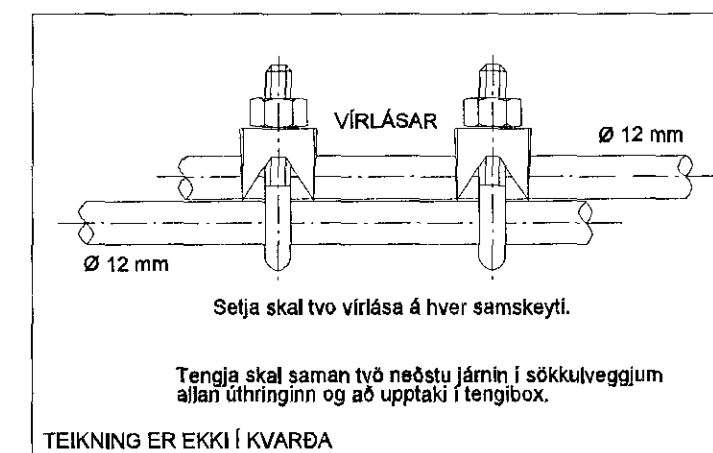 VÍRLÁSAR
Ø 12 mm
Ø 12 mm
Setja skal tvo vírlása á hver samskeyti.
Tengja skal saman tvö neðstu járnin í sökkulveggjum
allan úthringinn og að upptaki í tengibox.
TEIKNING ER EKKI Í KVARÐA